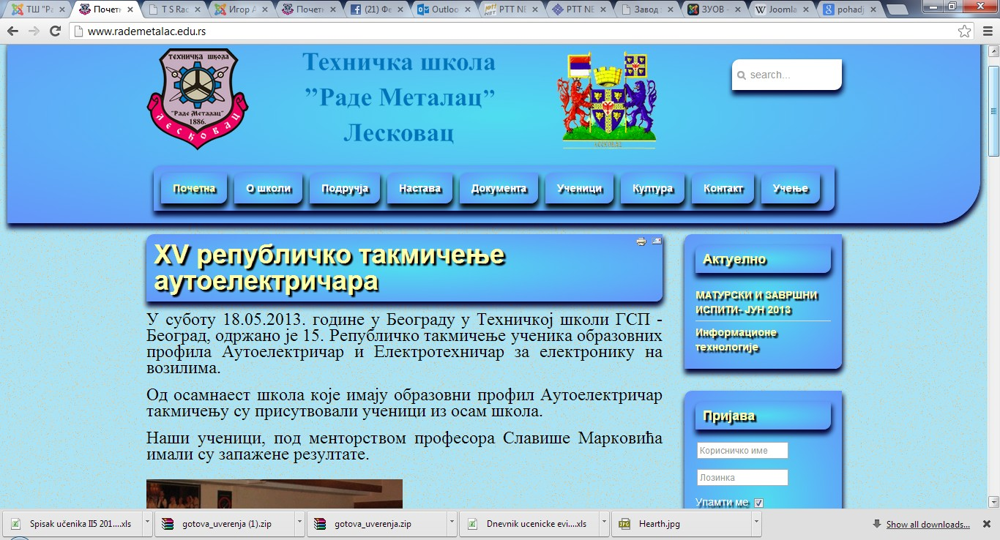 ТШ "Ра
Почетн
T S Rac
Игор А
Почетн
(21) Фе
Outloo
PTT NE
PTT NE
Завод з
ЗУОВ -
Joomla
pohadj
www.rademetalac.edu.rs
ТЕХНИЧКА ШКОЛА
"Раде Металац"
1886.
Лесковац
Техничка школа
"Раде Металац"
Лесковац
search...
Почетна
О школи
Подручја
Настава
Документа
Ученици
Култура
Контакт
Учење
XV републичко такмичење
аутоелектричара
У суботу 18.05.2013. године у Београду у Техничкој школи ГСП -
Београд, одржано је 15. Републичко такмичење ученика образовних
профила Аутоелектричар и Електротехничар за електронику на
возилима.
Од осамнаест школа које имају образовни профил Аутоелектричар
такмичењу су присутвовали ученици из осам школа.
Наши ученици, под менторством професора Славише Марковића
имали су запажене резултате.
Актуелно
МАТУРСКИ И ЗАВРШНИ
ИСПИТИ- ЈУН 2013
Информационе
технологије
Пријава
Корисничко име
Лозинка
Упамти ме
Spisak učenika II5 201....xls
gotova_uverenja (1).zip
gotova_uverenja.zip
Dnevnik ucenicke evi....xls
Hearth.jpg
Show all downloads...